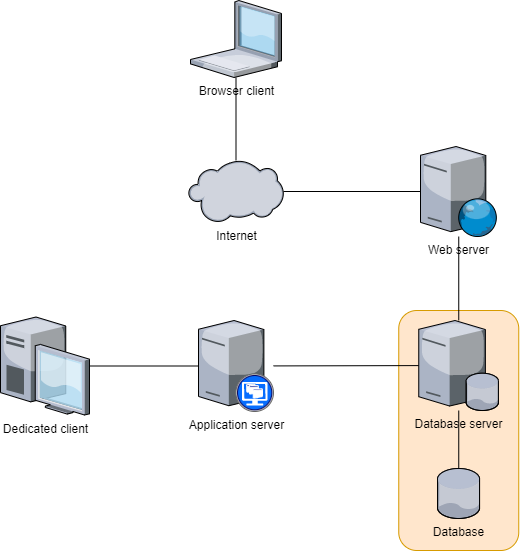 Browser client
Internet
Web server
Dedicated client
Application server
Database server
Database